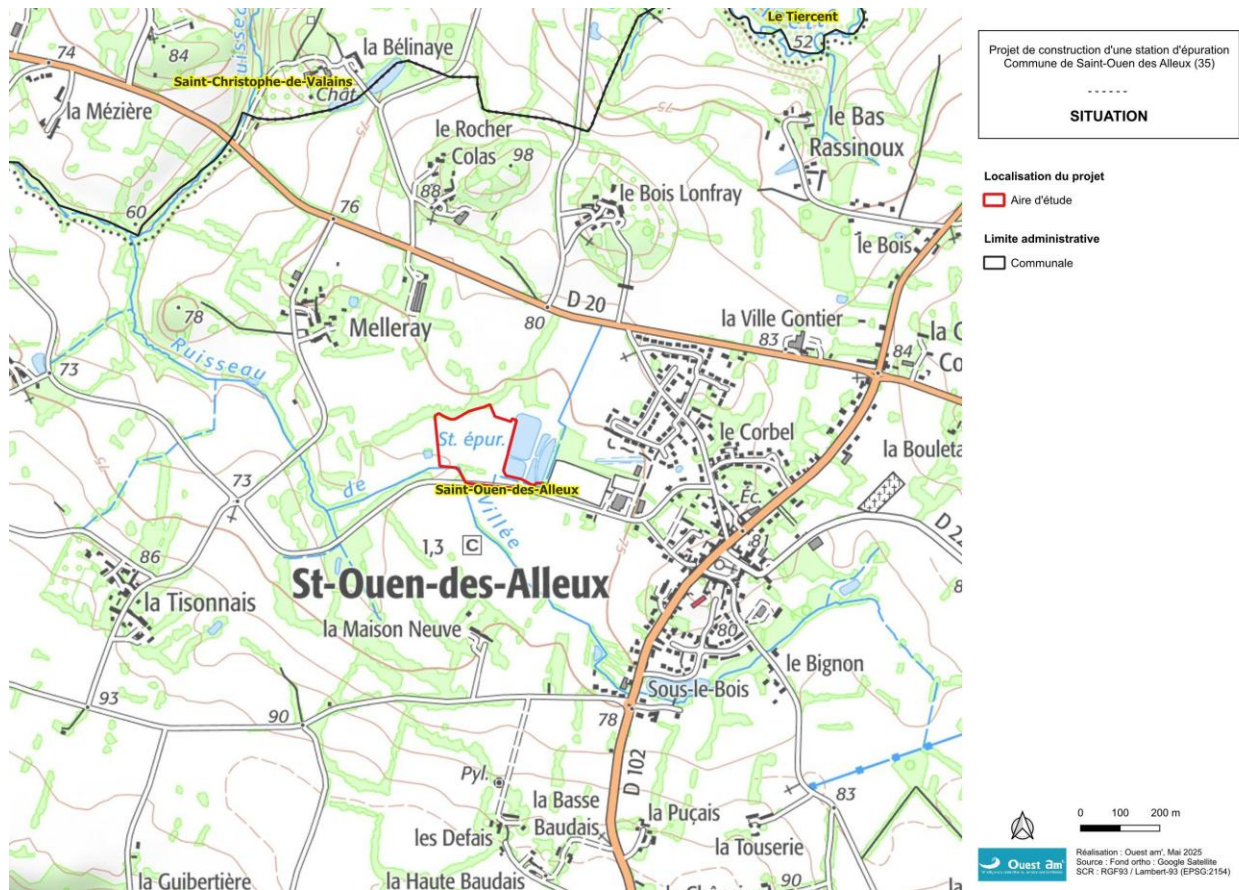 Le Tiercent
52
74
84
la Bélinaye
Saint-Christophe-de-Valains
Chât.
75
la Mézière
le Rocher
Colas
98
88
le Bas
Rassinoux
le Bois Lonfray
60
76
le Bois
D 20
78
Melleray
80
la Ville Gontier
83
84
Ruisseau
73
St. épur.
le Corbel
75
73
de
Saint-Ouen-des-Alleux
Villée
Éc.
1,3 C
75
81
86
St-Ouen-des-Alleux
la Tisonnais
la Maison Neuve
80
le Bignon
Sous-le-Bois
93
90
78
Pyl.
D 102
la Basse
Baudais
la Puçais
83
les Defais
la Touserie
la Guibertière
la Haute Baudais
90
Projet de construction d'une station d'épuration
Commune de Saint-Ouen des Alleux (35)
- - - - - -
SITUATION
Localisation du projet
Aire d'étude
Limite administrative
Communale
0 100 200 m
Ouest am'
Réalisation : Ouest am', Mai 2025
Source : Fond ortho : Google Satellite
SCR : RGF93 / Lambert-93 (EPSG:2154)